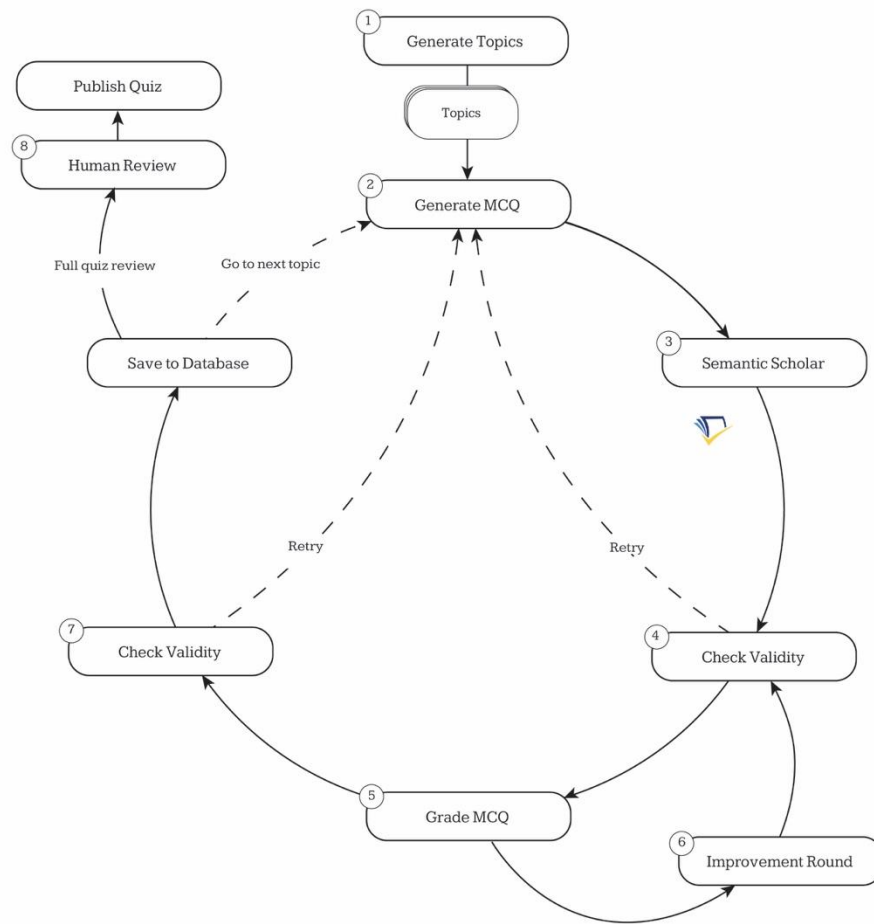 1
Generate Topics
Topics
Publish Quiz
8
Human Review
2
Generate MCQ
Full quiz review
Go to next topic
Save to Database
3
Semantic Scholar
Retry
Retry
7
Check Validity
4
Check Validity
5
Grade MCQ
6
Improvement Round